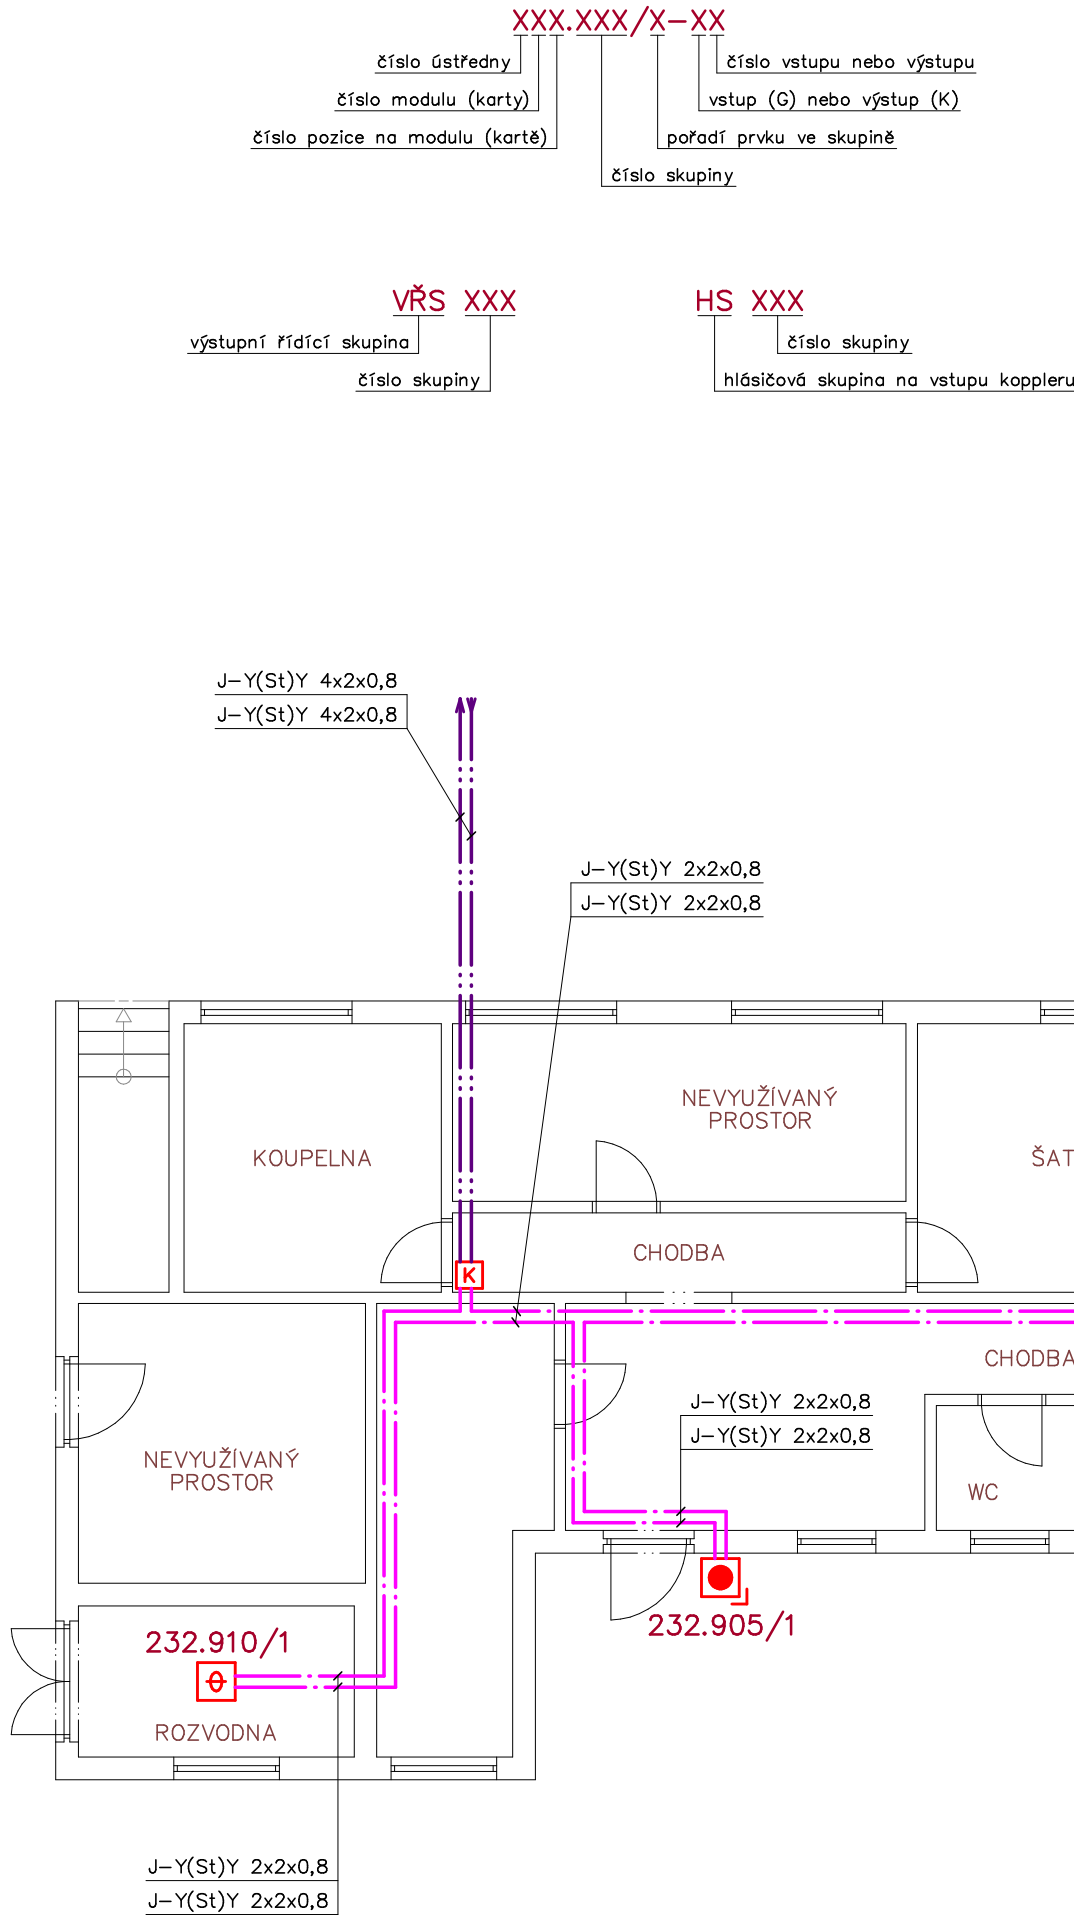 XXX.XXX/X-XX
číslo ústředny
číslo vstupu nebo výstupu
číslo modulu (karty)
vstup (G) nebo výstup (K)
číslo pozice na modulu (kartě)
pořadí prvku ve skupině
číslo skupiny
VŘS XXX
HS XXX
výstupní řídící skupina
číslo skupiny
číslo skupiny
hlásičová skupina na vstupu koppleru
J-Y(St)Y 4x2x0,8
J-Y(St)Y 4x2x0,8
J-Y(St)Y 2x2x0,8
J-Y(St)Y 2x2x0,8
NEVYUŽÍVANÝ
PROSTOR
KOUPELNA
ŠAT
CHODBA
K
CHODBA
J-Y(St)Y 2x2x0,8
J-Y(St)Y 2x2x0,8
NEVYUŽÍVANÝ
PROSTOR
WC
232.905/1
232.910/1
ROZVODNA
J-Y(St)Y 2x2x0,8
J-Y(St)Y 2x2x0,8